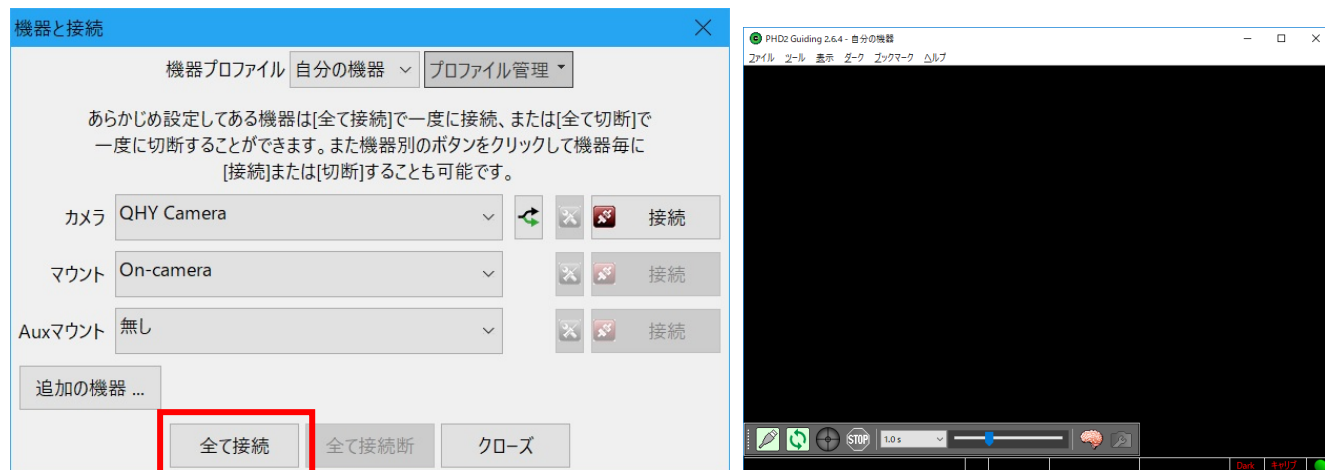 機器と接続
機器プロファイル 自分の機器 プロファイル管理
あらかじめ設定してある機器は[全て接続]で一度に接続、または[全て切断]で
一度に切断することができます。また機器別のボタンをクリックして機器毎に
[接続]または[切断]することも可能です。
カメラ QHY Camera 接続
マウント On-camera 接続
Auxマウント 無し 接続
追加の機器 ...
全て接続 全て接続断 クローズ
PHD2 Guiding 2.6.4 - 自分の機器
ファイル ツール 表示 ダーク ブックマーク ヘルプ
STOP 1.0 s
Dark キャリブ